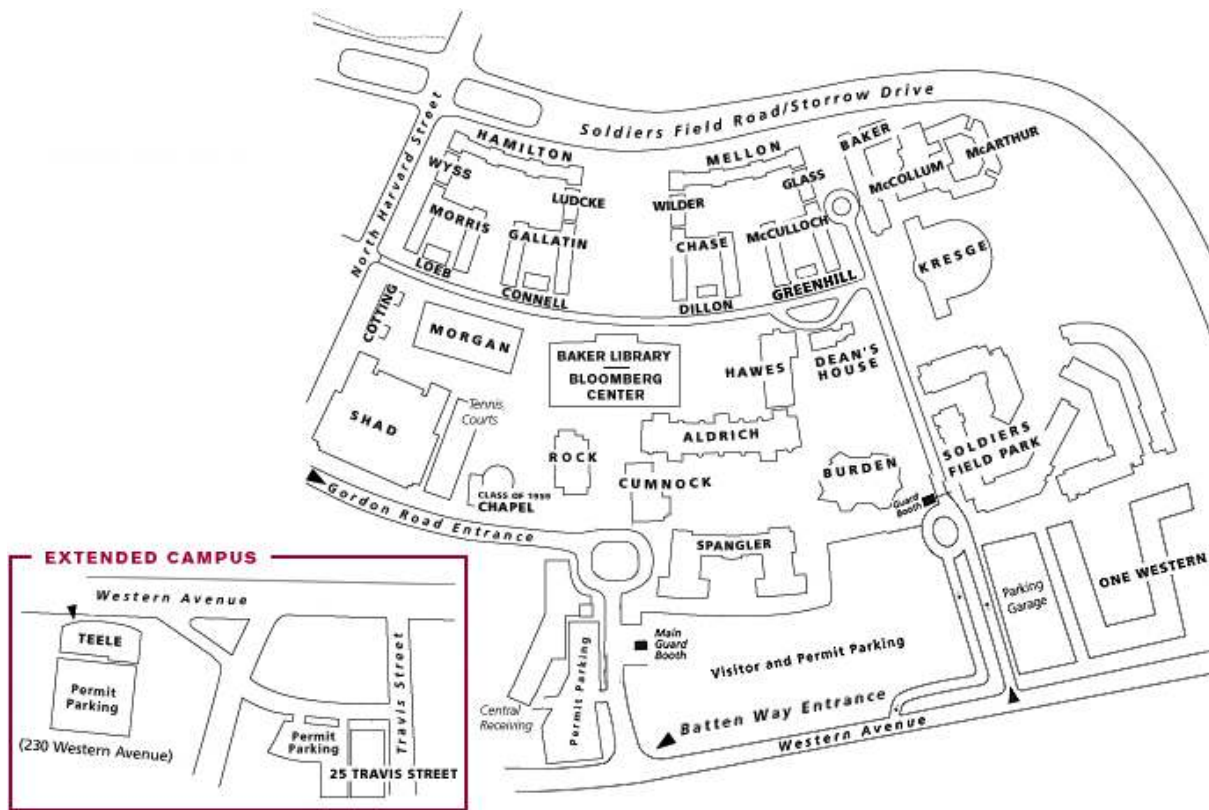 Soldiers Field Road/Storrow Drive
North Harvard Street
HAMILTON
WYSS
LUDCKE
MORRIS
GALLATIN
LOEB
CONNELL
MELLON
GLASS
WILDER
CHASE
McCULLOCH
DILLON
GREENHILL
BAKER
McCOLLUM
McARTHUR
KRESGE
COTTING
MORGAN
BAKER LIBRARY
BLOOMBERG
CENTER
HAWES
DEAN'S
HOUSE
SHAD
Tennis
Courts
ALDRICH
ROCK
CUMNOCK
BURDEN
SOLDIERS
FIELD PARK
Guard
Booth
CLASS OF 1959
CHAPEL
Gordon Road Entrance
SPANGLER
ONE WESTERN
Parking
Garage
Main
Guard
Booth
Visitor and Permit Parking
Permit Parking
Central
Receiving
Batten Way Entrance
Western Avenue
EXTENDED CAMPUS
Western Avenue
TEELE
Permit
Parking
(230 Western Avenue)
Travis Street
Permit
Parking
25 TRAVIS STREET